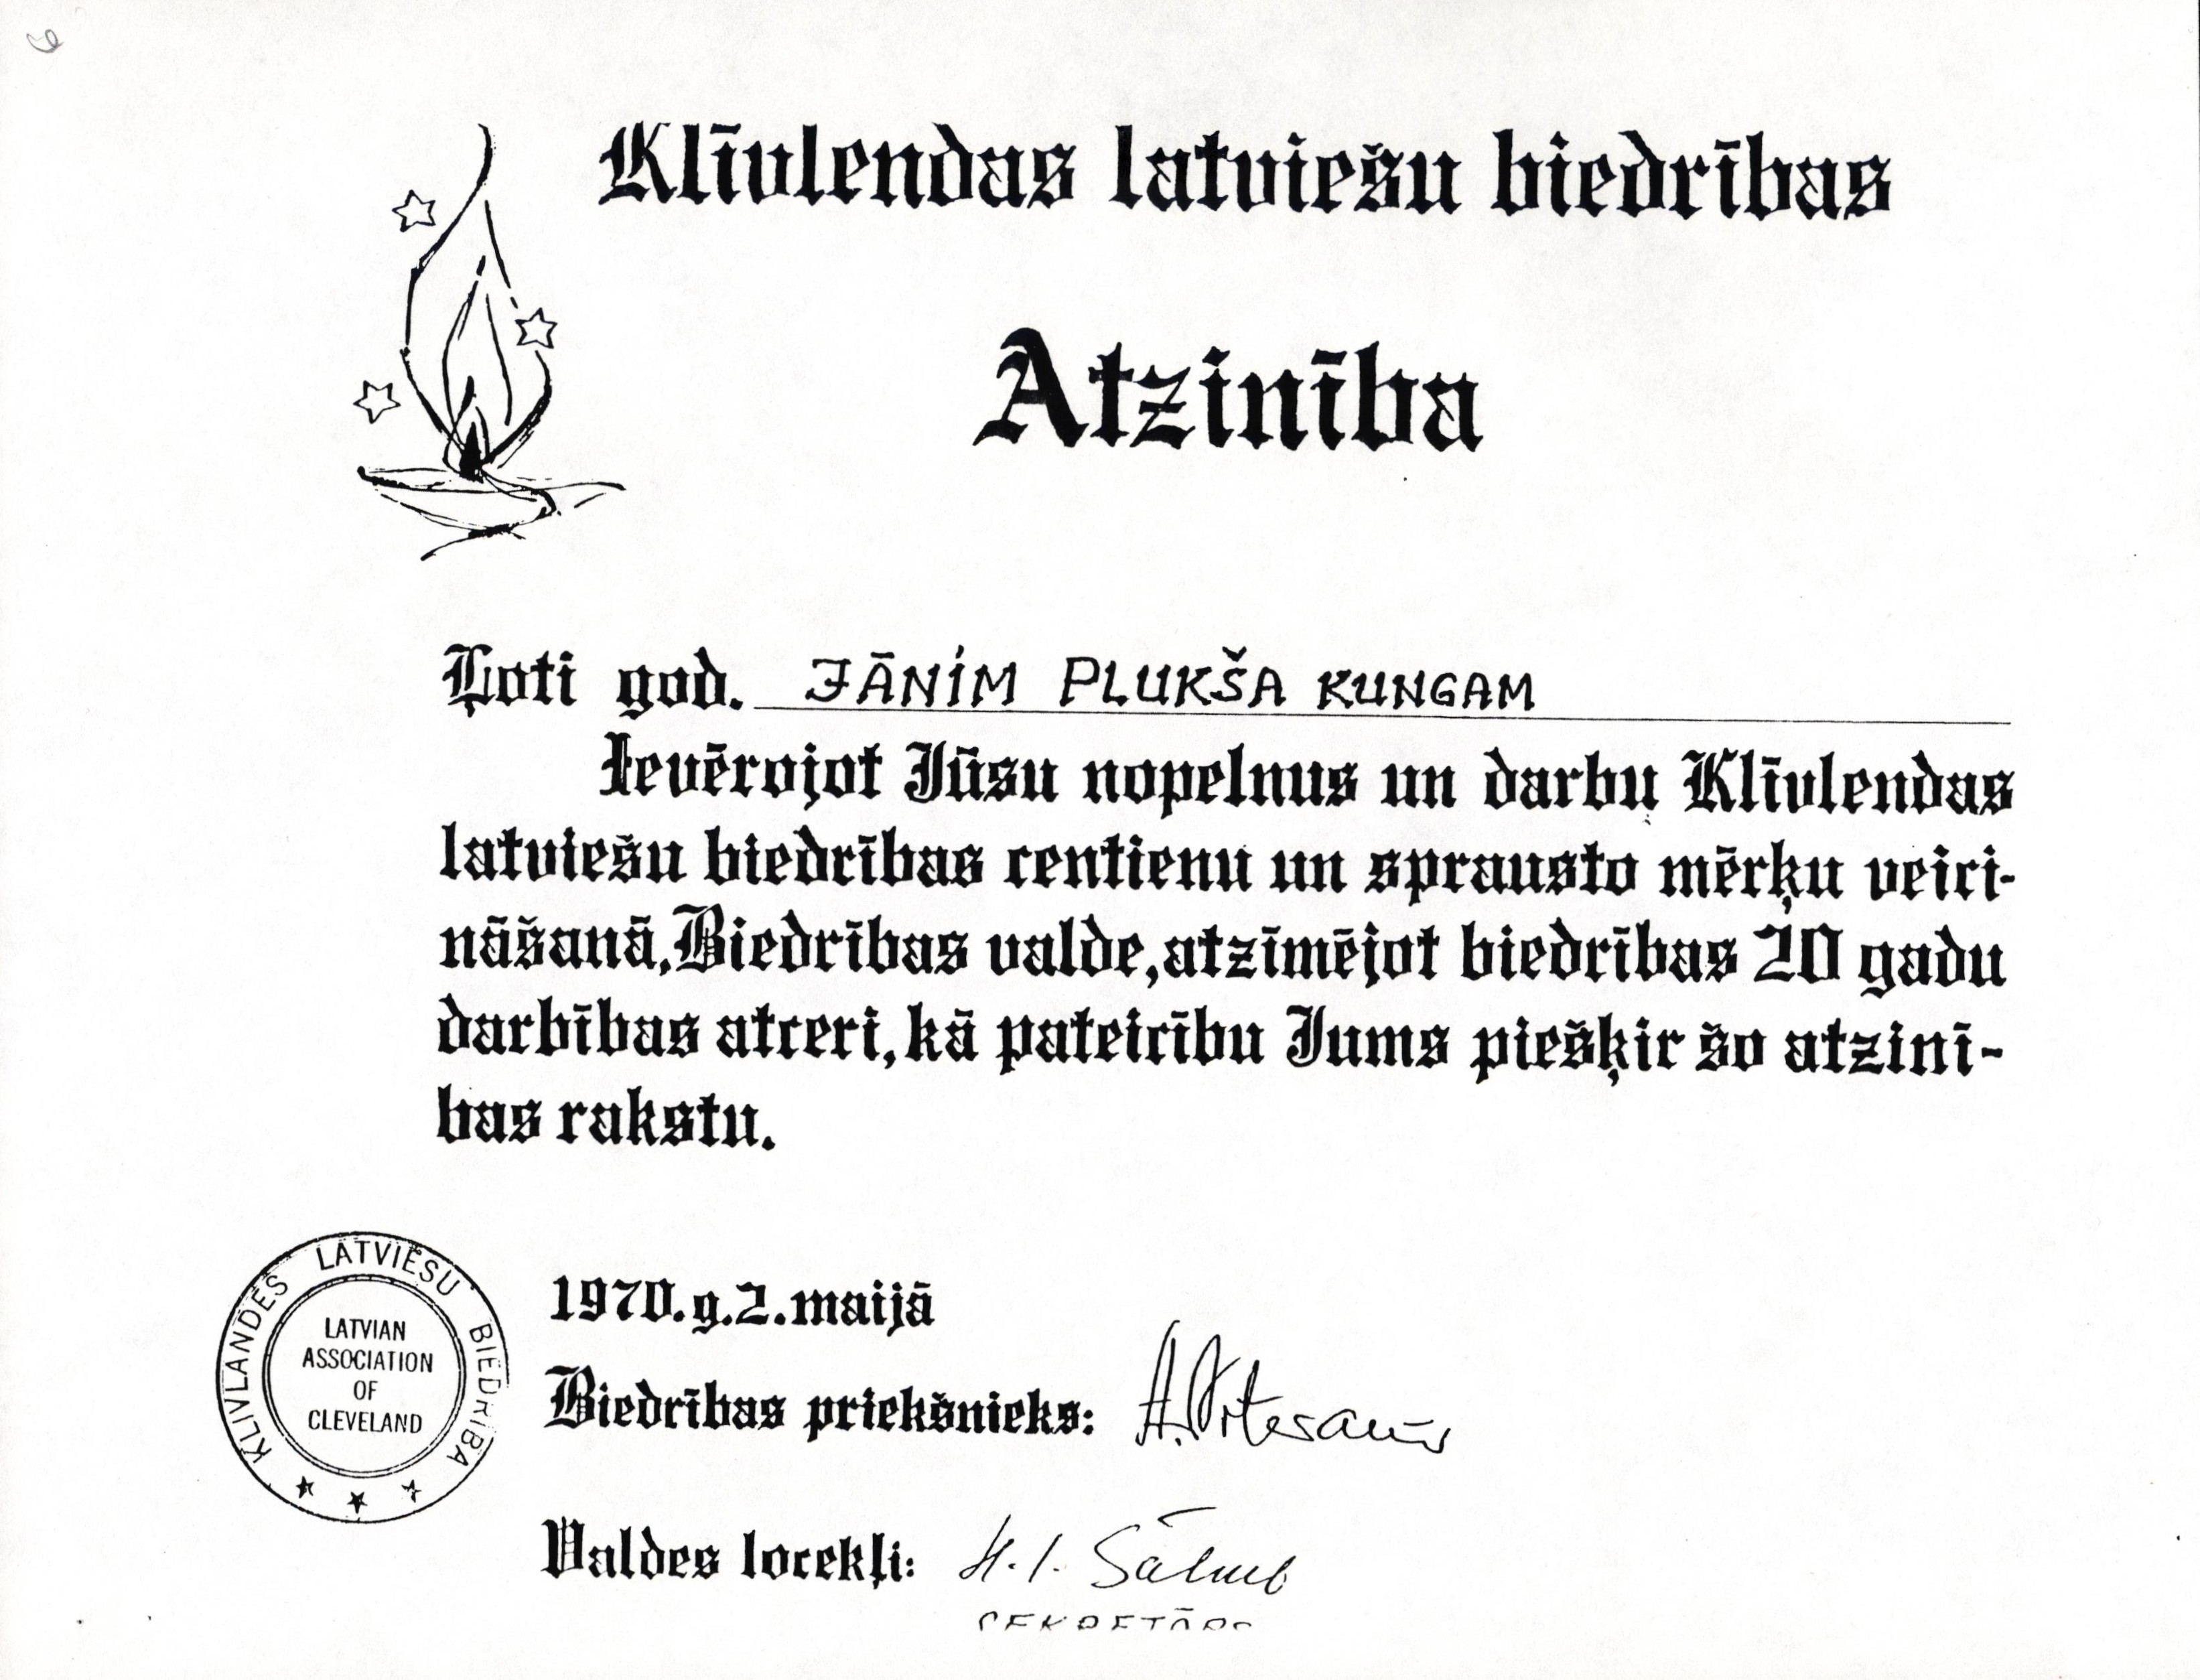 Klīvlendas latviešu biedrības
Atzinība
Ļoti god. JĀNIM PLUKŠA KUNGAM
Ievērojot Jūsu nopelnus un darbu Klīvlendas
latviešu biedrības centienu un sprausto mērķu veici-
nāšanā, Biedrības valde, atzīmējot biedrības 20 gadu
darbības atceri, kā pateicību Jums piešķir šo atzinī-
bas rakstu.
KLIVLANDES LATVIEŠU BIEDRIBA
LATVIAN
ASSOCIATION
OF
CLEVELAND
1970. g. 2. maijā
Biedrības priekšnieks:
Valdes locekļi:
SEKRETĀRS